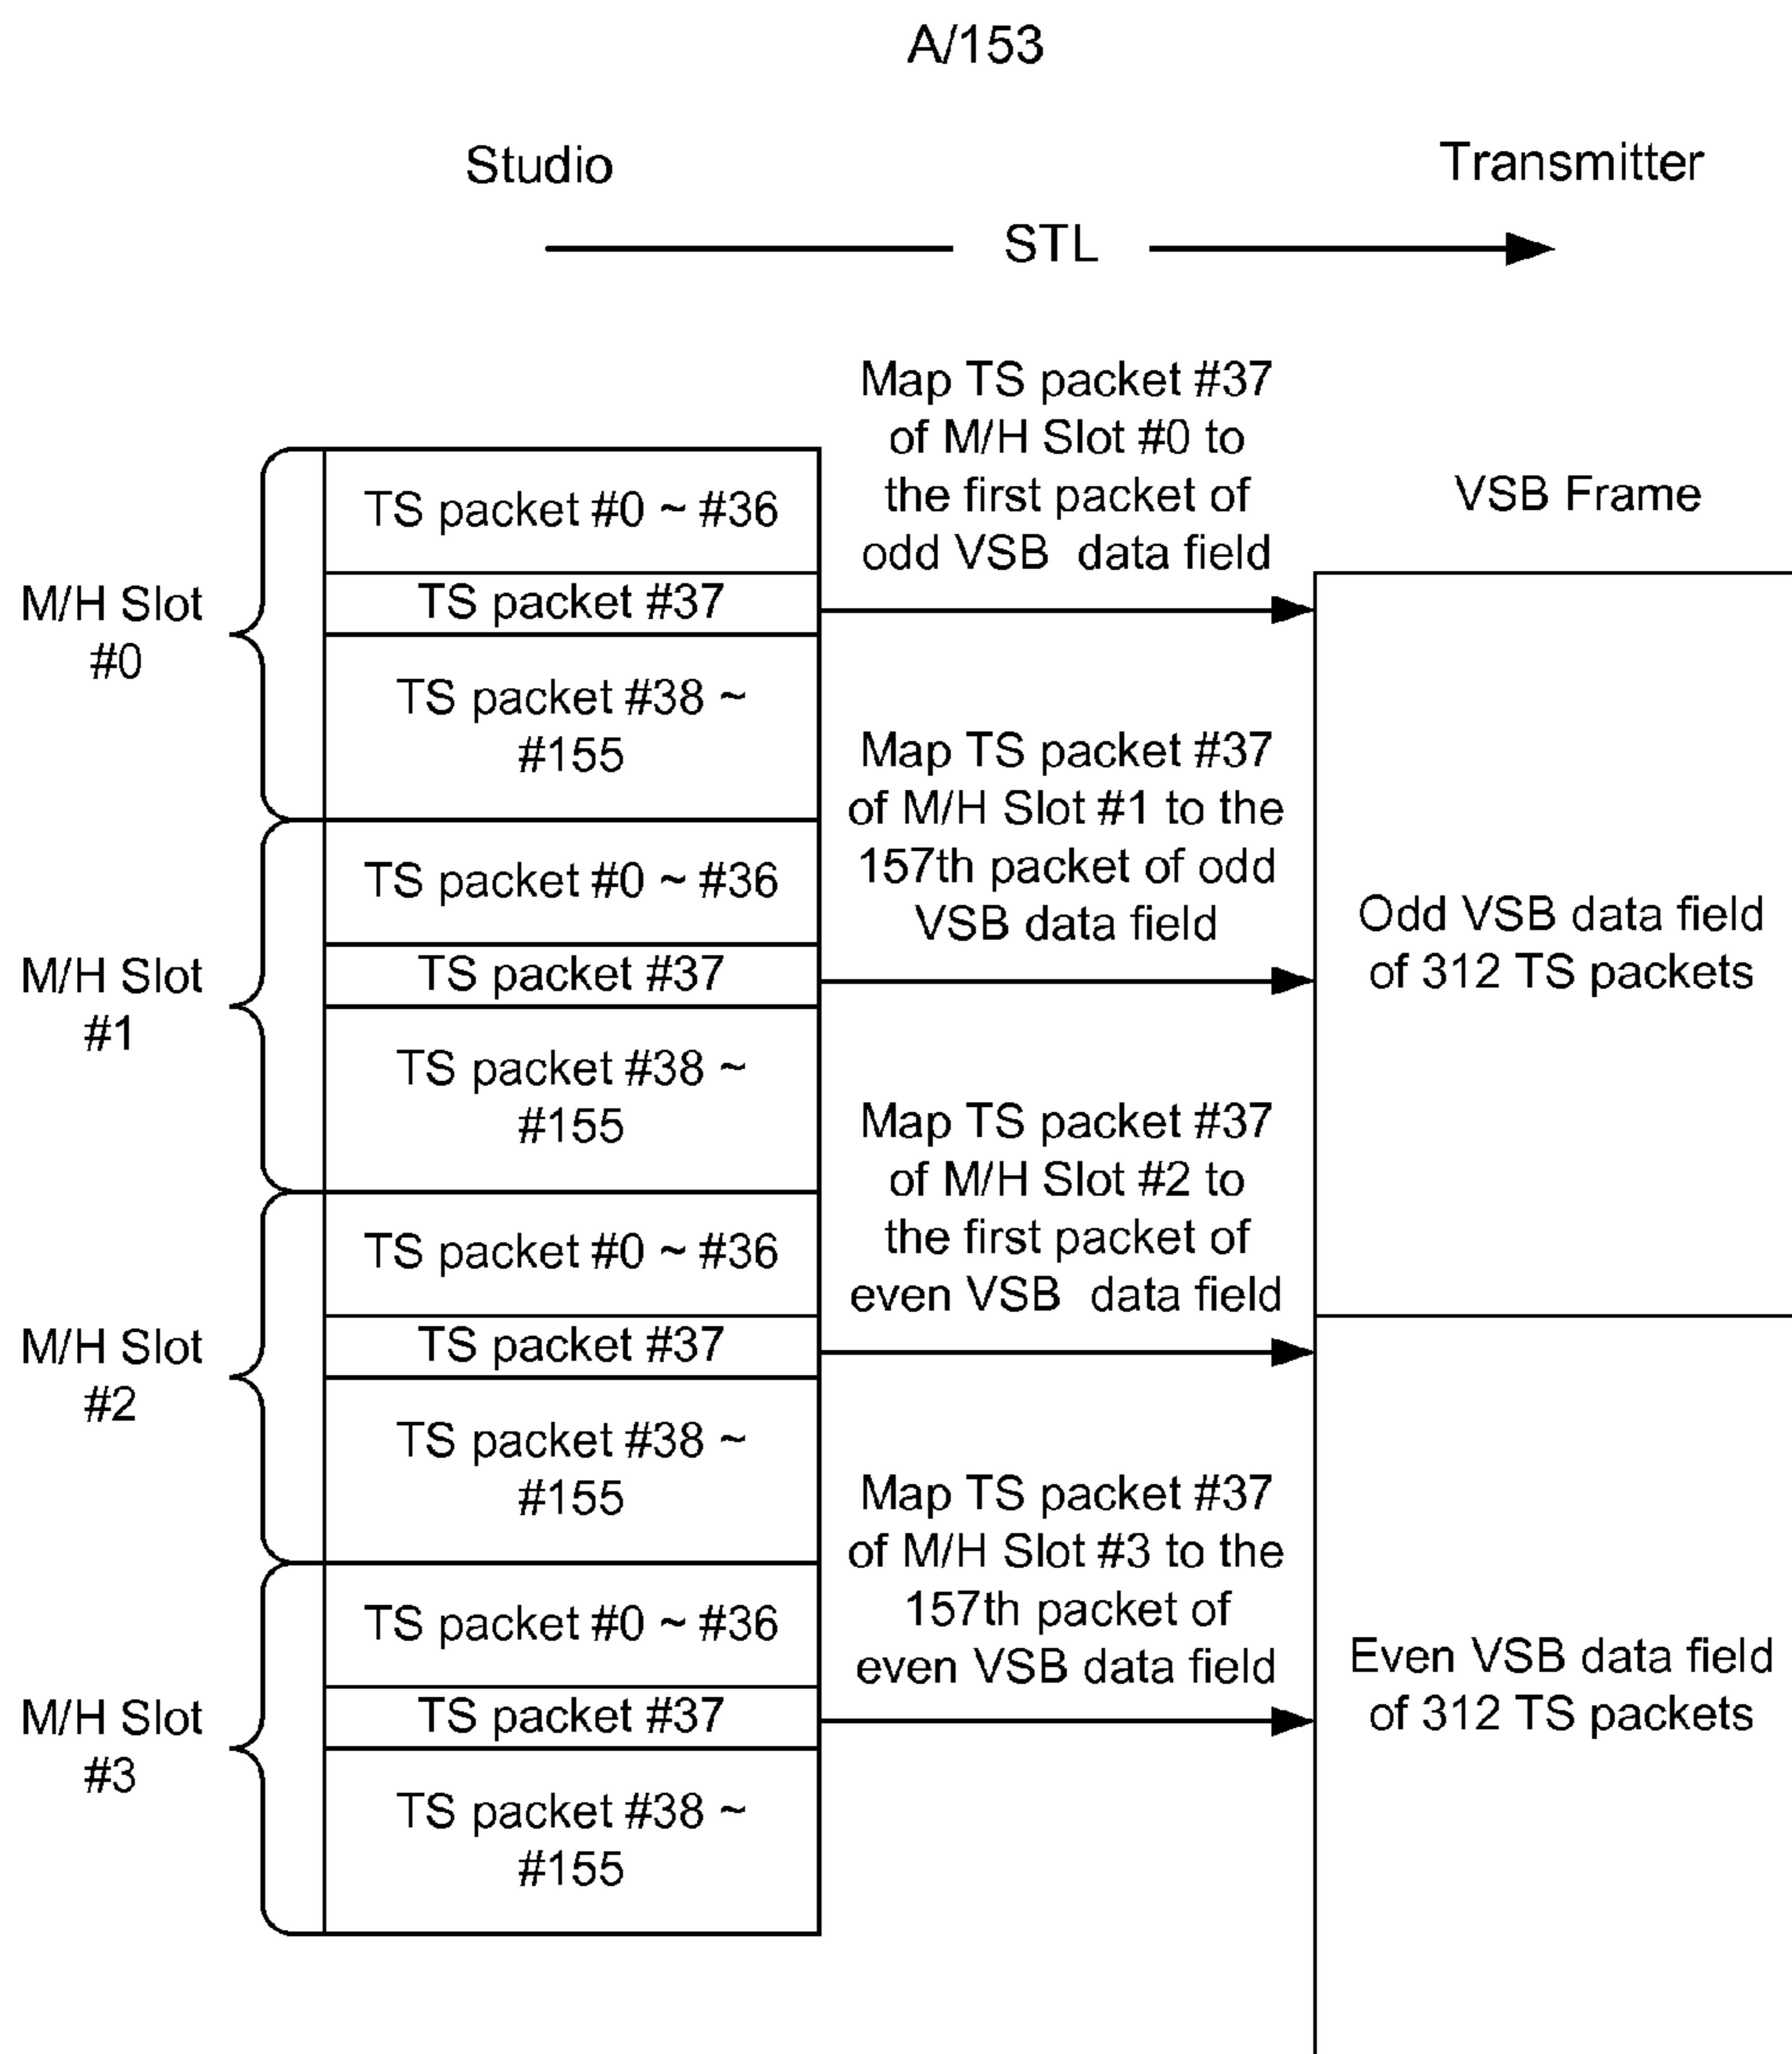 A/153
Studio
Transmitter
STL
Map TS packet #37
of M/H Slot #0 to
the first packet of
odd VSB data field
VSB Frame
M/H Slot
#0
TS packet #0 ~ #36
TS packet #37
TS packet #38 ~
#155
Map TS packet #37
of M/H Slot #1 to the
157th packet of odd
VSB data field
Odd VSB data field
of 312 TS packets
M/H Slot
#1
TS packet #0 ~ #36
TS packet #37
TS packet #38 ~
#155
Map TS packet #37
of M/H Slot #2 to
the first packet of
even VSB data field
M/H Slot
#2
TS packet #0 ~ #36
TS packet #37
TS packet #38 ~
#155
Map TS packet #37
of M/H Slot #3 to the
157th packet of
even VSB data field
Even VSB data field
of 312 TS packets
M/H Slot
#3
TS packet #0 ~ #36
TS packet #37
TS packet #38 ~
#155